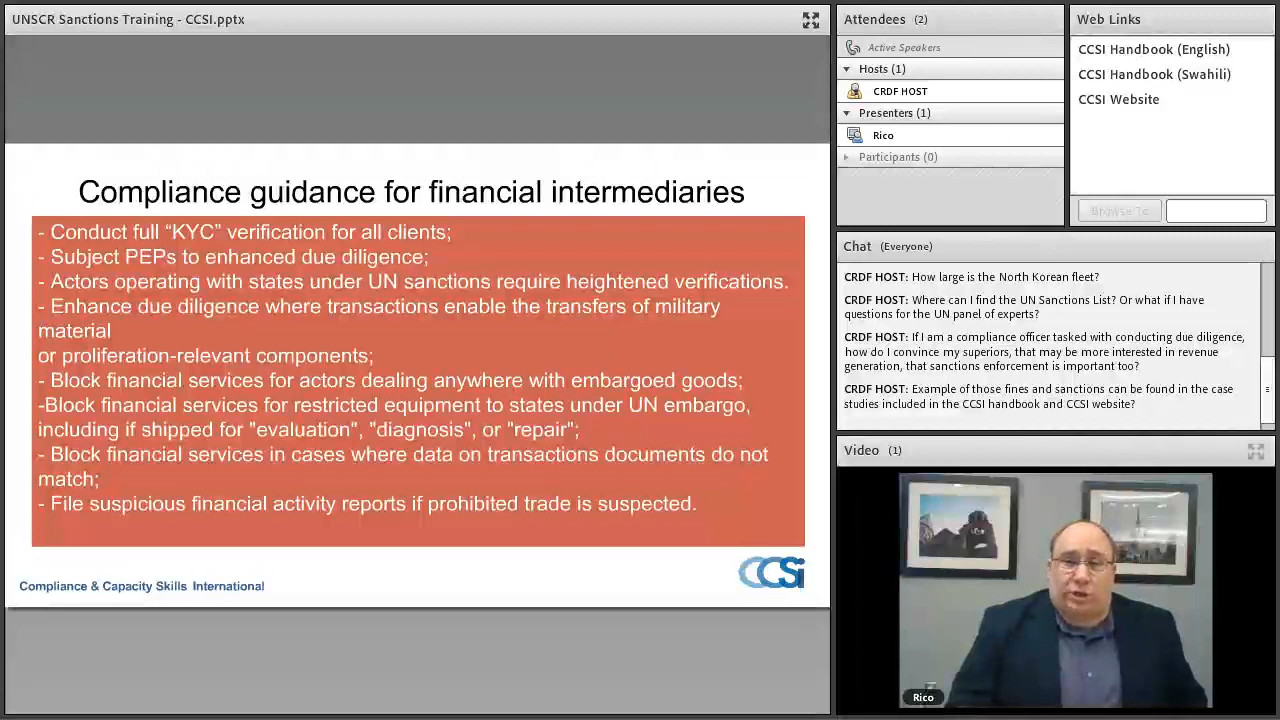 UNSCR Sanctions Training - CCSI.pptx
Compliance guidance for financial intermediaries
- Conduct full “KYC” verification for all clients;
- Subject PEPs to enhanced due diligence;
- Actors operating with states under UN sanctions require heightened verifications.
- Enhance due diligence where transactions enable the transfers of military
material
or proliferation-relevant components;
- Block financial services for actors dealing anywhere with embargoed goods;
-Block financial services for restricted equipment to states under UN embargo,
including if shipped for "evaluation", "diagnosis", or "repair";
- Block financial services in cases where data on transactions documents do not
match;
- File suspicious financial activity reports if prohibited trade is suspected.
Compliance & Capacity Skills International
CCSi
Attendees (2)
Active Speakers
Hosts (1)
CRDF HOST
Presenters (1)
Rico
Participants (0)
Web Links
CCSI Handbook (English)
CCSI Handbook (Swahili)
CCSI Website
Browse To
Chat (Everyone)
CRDF HOST: How large is the North Korean fleet?
CRDF HOST: Where can I find the UN Sanctions List? Or what if I have
questions for the UN panel of experts?
CRDF HOST: If I am a compliance officer tasked with conducting due diligence,
how do I convince my superiors, that may be more interested in revenue
generation, that sanctions enforcement is important too?
CRDF HOST: Example of those fines and sanctions can be found in the case
studies included in the CCSI handbook and CCSI website?
Video (1)
Rico